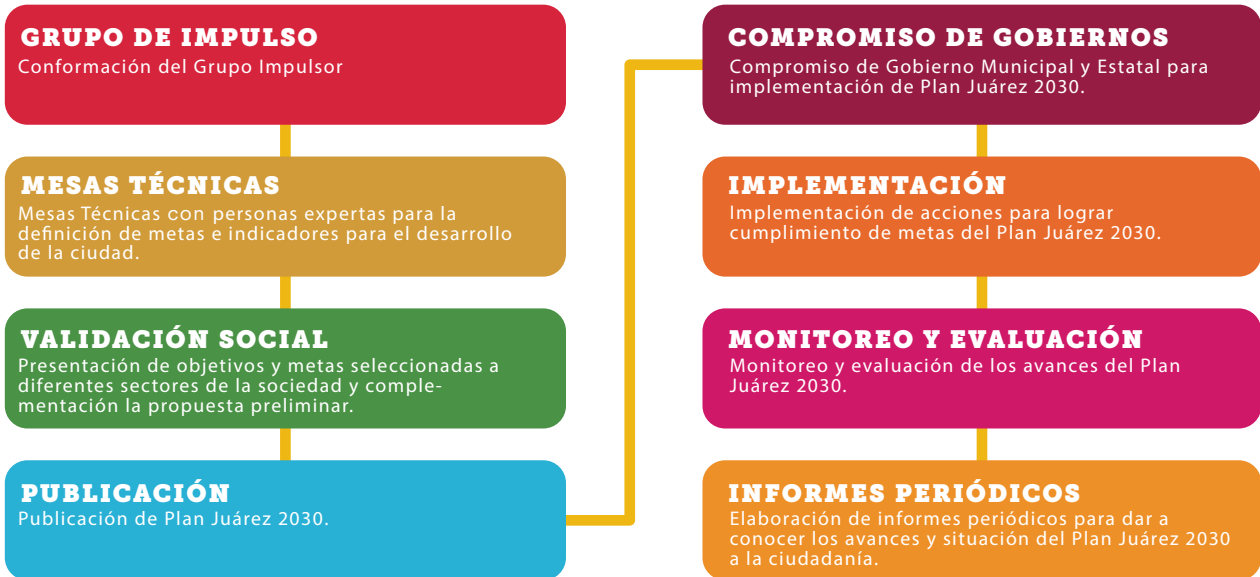 GRUPO DE IMPULSO
Conformación del Grupo Impulsor
MESAS TÉCNICAS
Mesas Técnicas con personas expertas para la
definición de metas e indicadores para el desarrollo
de la ciudad.
VALIDACIÓN SOCIAL
Presentación de objetivos y metas seleccionadas a
diferentes sectores de la sociedad y comple-
mentación la propuesta preliminar.
PUBLICACIÓN
Publicación de Plan Juárez 2030.
COMPROMISO DE GOBIERNOS
Compromiso de Gobierno Municipal y Estatal para
implementación de Plan Juárez 2030.
IMPLEMENTACIÓN
Implementación de acciones para lograr
cumplimiento de metas del Plan Juárez 2030.
MONITOREO Y EVALUACIÓN
Monitoreo y evaluación de los avances del Plan
Juárez 2030.
INFORMES PERIÓDICOS
Elaboración de informes periódicos para dar a
conocer los avances y situación del Plan Juárez 2030
a la ciudadanía.